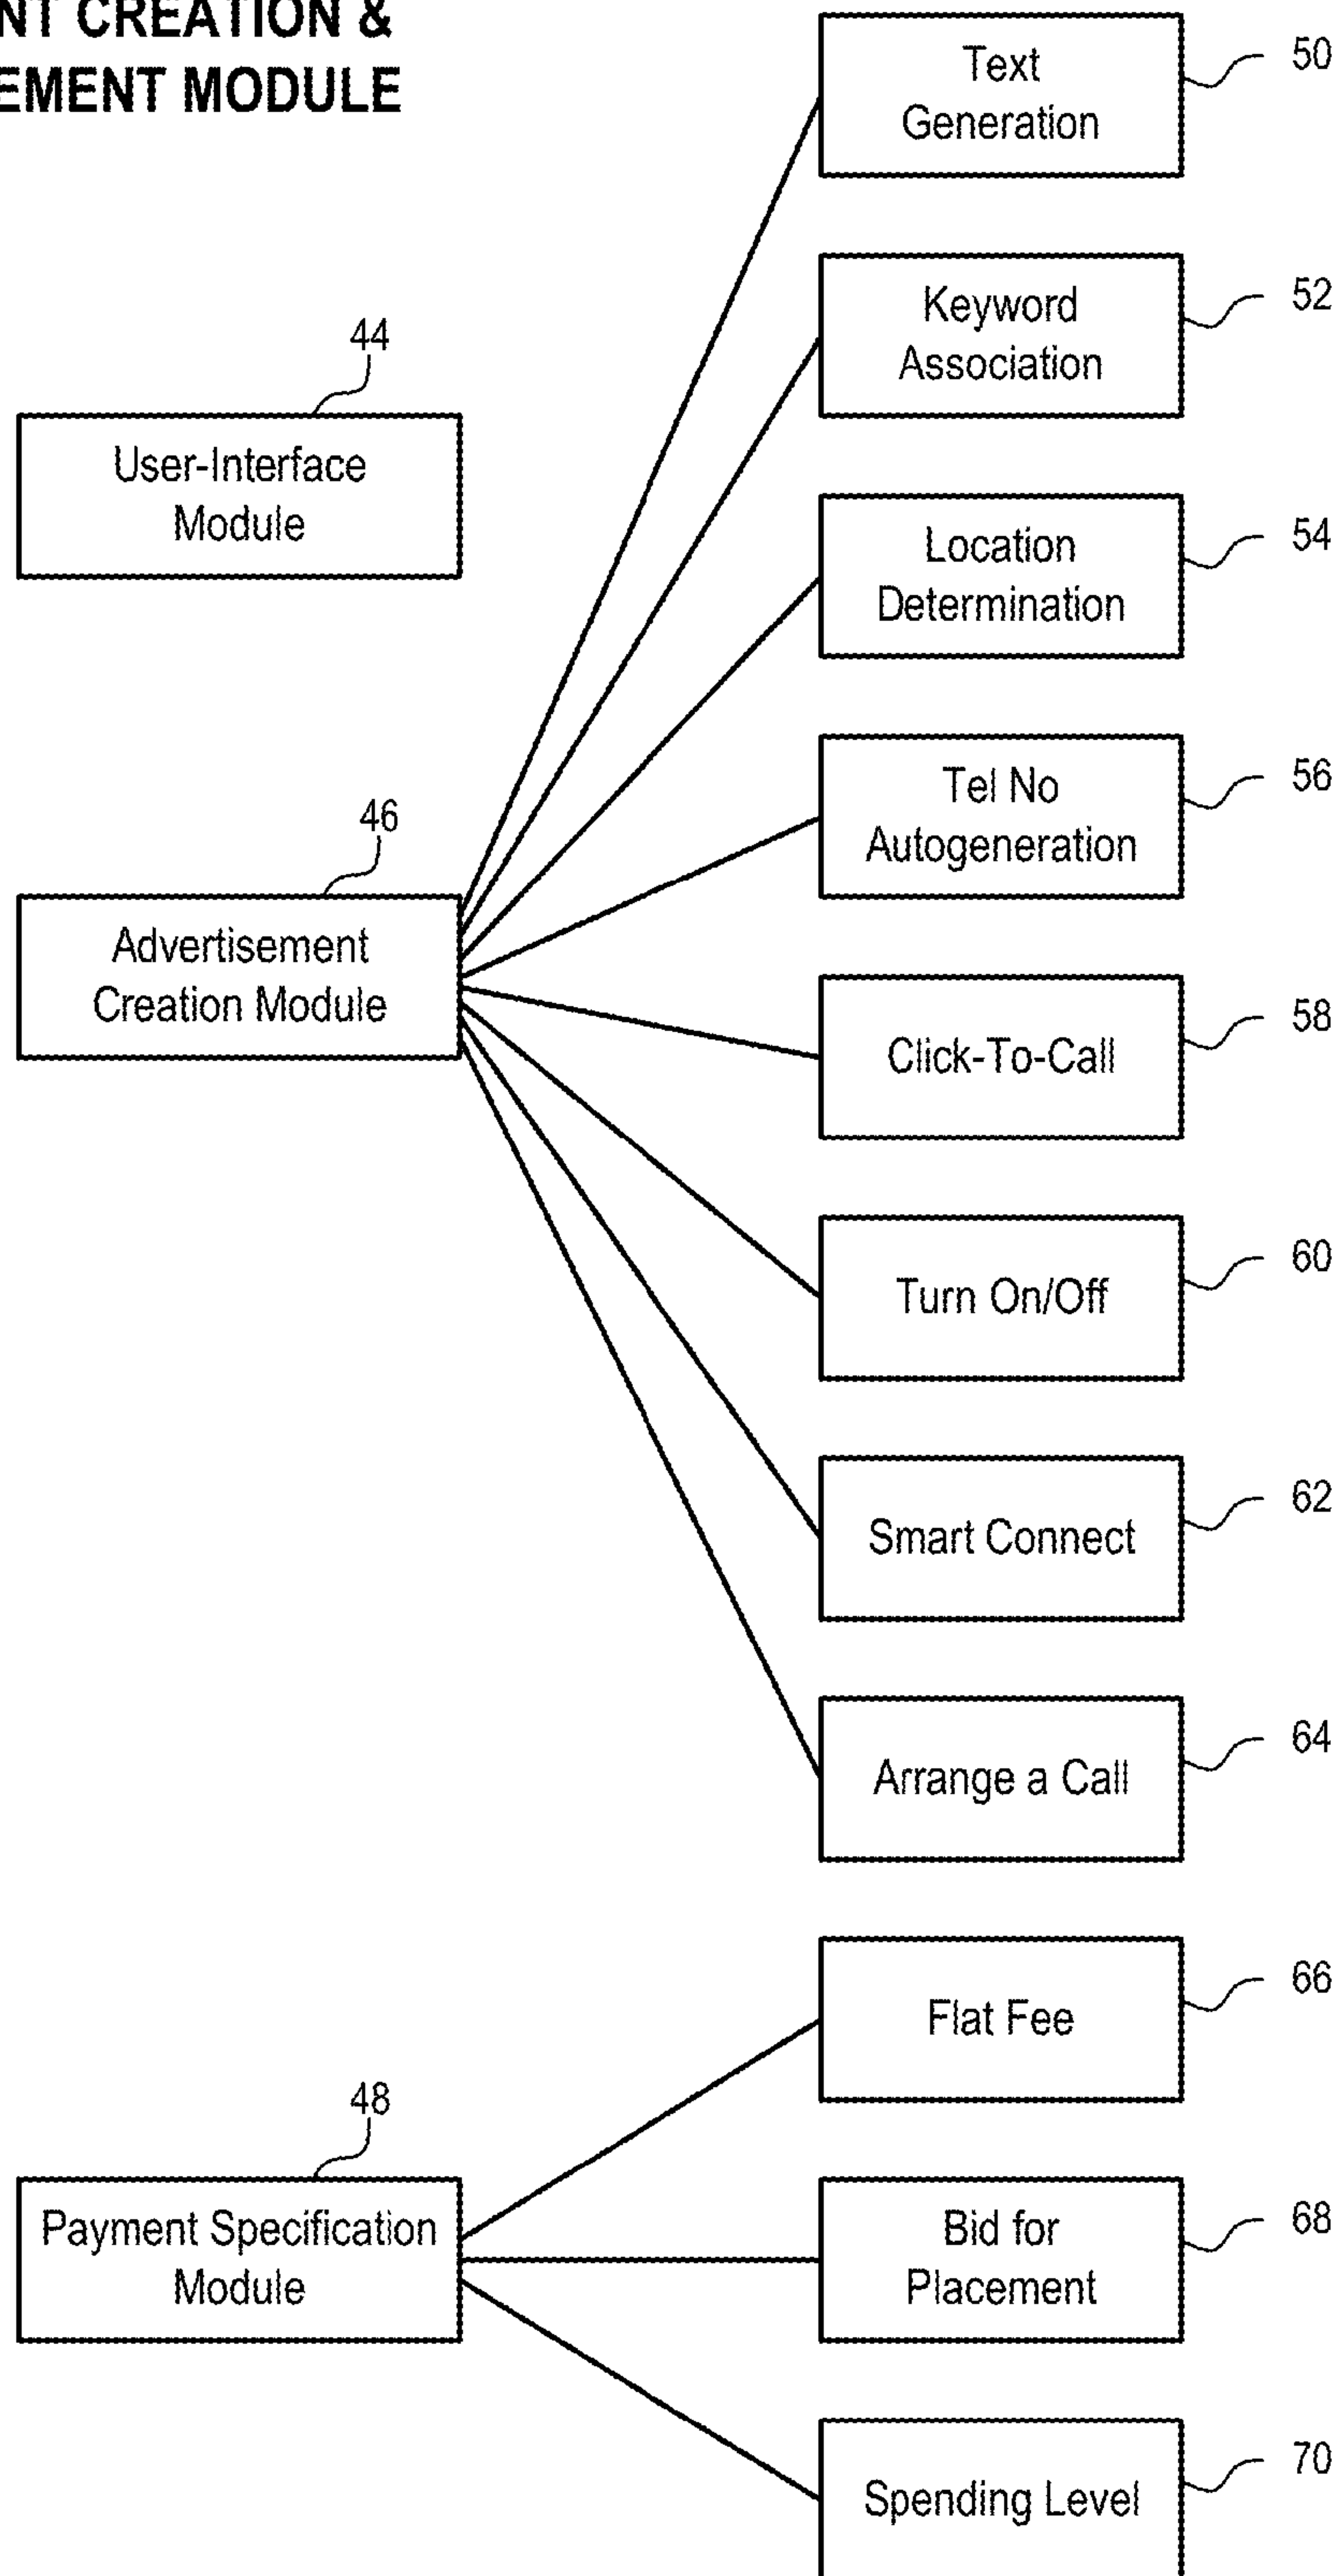 NT CREATION &
EMENT MODULE
Text
Generation
50
Keyword
Association
52
44
User-Interface
Module
Location
Determination
54
Tel No
Autogeneration
56
46
Advertisement
Creation Module
Click-To-Call
58
Turn On/Off
60
Smart Connect
62
Arrange a Call
64
Flat Fee
66
48
Payment Specification
Module
Bid for
Placement
68
Spending Level
70